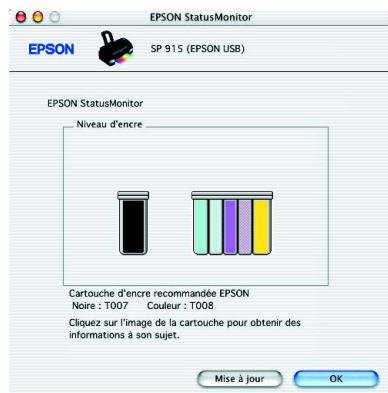 EPSON StatusMonitor
EPSON
SP 915 (EPSON USB)
EPSON StatusMonitor
Niveau d'encre
Cartouche d'encre recommandée EPSON
Noire : T007 Couleur : T008
Cliquez sur l'image de la cartouche pour obtenir des
informations à son sujet.
Mise à jour
OK